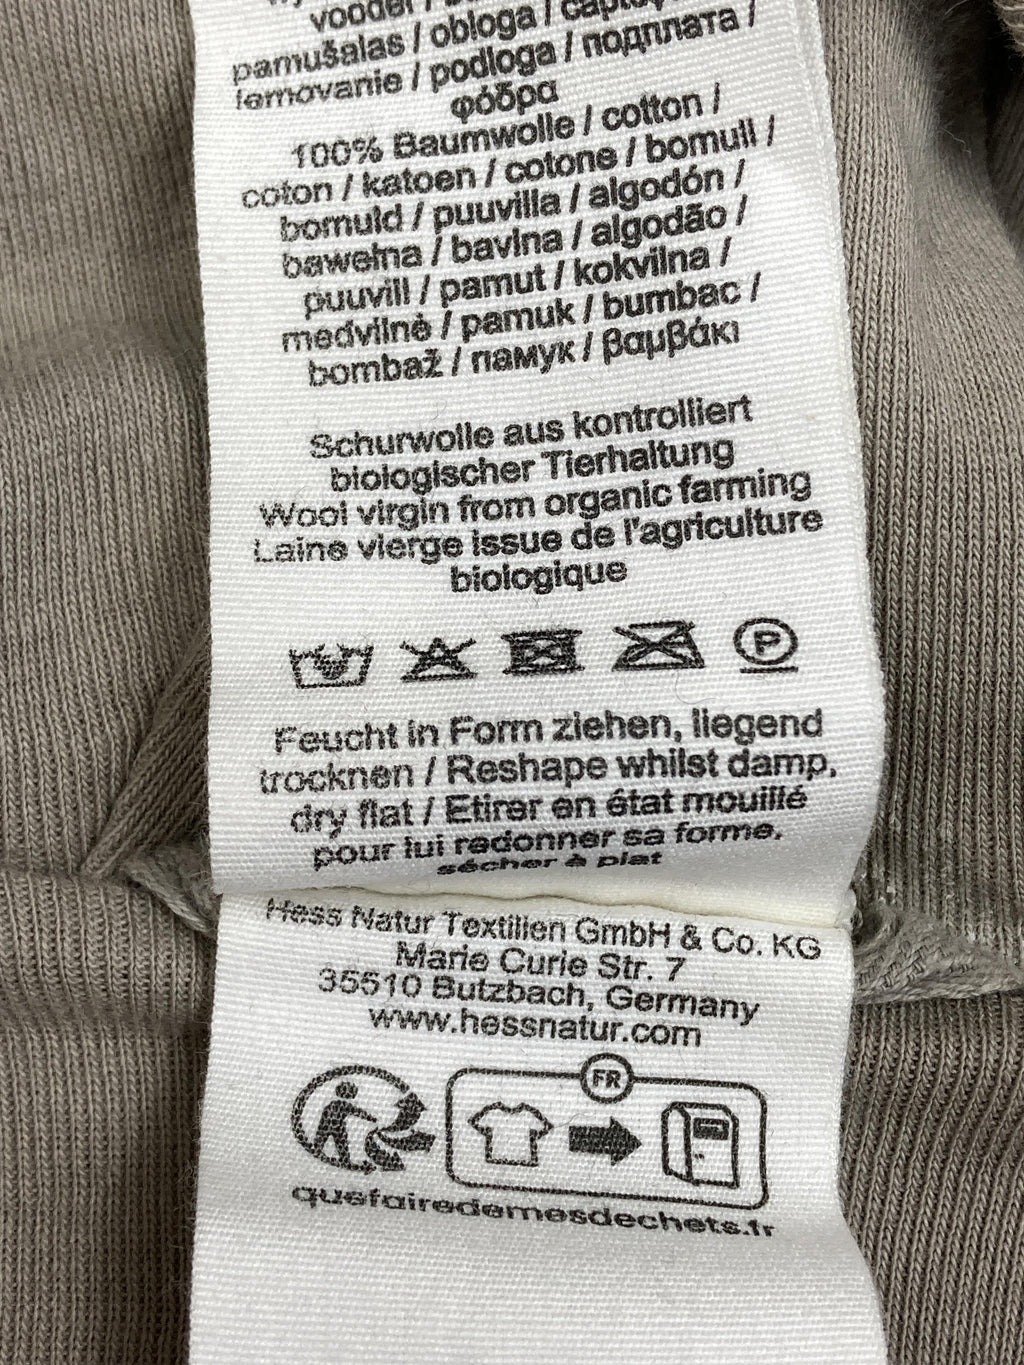 vooder /
pamušalas / obloga /
lemovanie / podloga / подплата /
φόδρα
100% Baumwolle / cotton /
coton / katoen / cotone / bomull /
bomuld / puuvilla / algodón /
bawełna / bavlna / algodão /
puuvill / pamut / kokvilna /
medvilnė / pamuk / bumbac /
bombaž / памук / βαμβάκι
Schurwolle aus kontrolliert
biologischer Tierhaltung
Wool virgin from organic farming
Laine vierge issue de l'agriculture
biologique
P
Feucht in Form ziehen, liegend
trocknen / Reshape whilst damp,
dry flat / Etirer en état mouillé
pour lui redonner sa forme.
sécher à plat
Hess Natur Textilien GmbH & Co. KG
Marie Curie Str. 7
35510 Butzbach, Germany
www.hessnatur.com
FR
quefairedemesdechets.fr